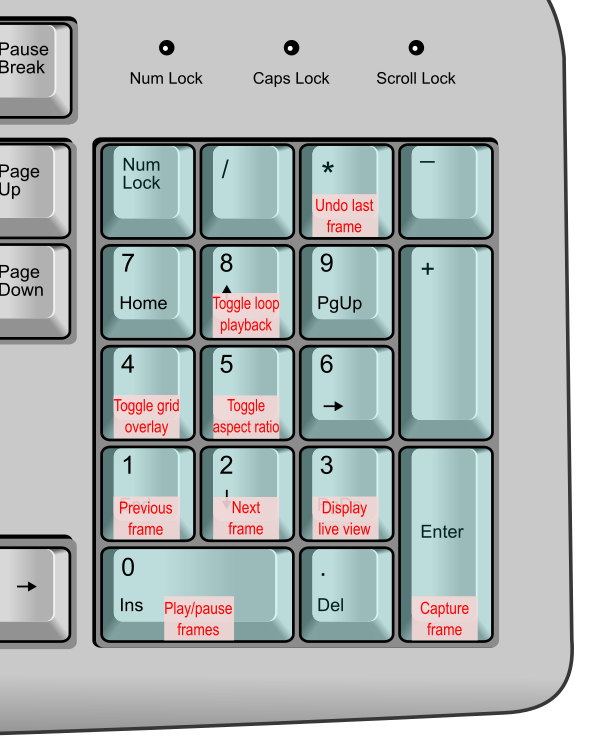 Pause
Break
Num Lock
Caps Lock
Scroll Lock
Page
Up
Num
Lock
/
*
Undo last
frame
—
Page
Down
7
Home
8
Toggle loop
playback
9
PgUp
+
4
Toggle grid
overlay
5
Toggle
aspect ratio
6
→
1
Previous
frame
2
Next
frame
3
Display
live view
Enter
Capture
frame
→
0
Ins
Play/pause
frames
.
Del